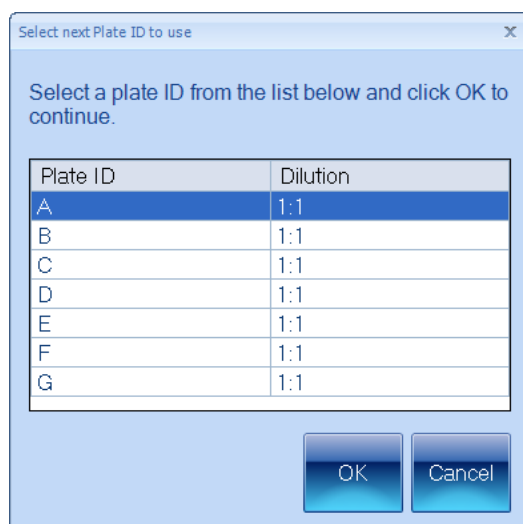 Select next Plate ID to use
x
Select a plate ID from the list below and click OK to
continue.
Plate ID Dilution
A 1:1
B 1:1
C 1:1
D 1:1
E 1:1
F 1:1
G 1:1
OK Cancel